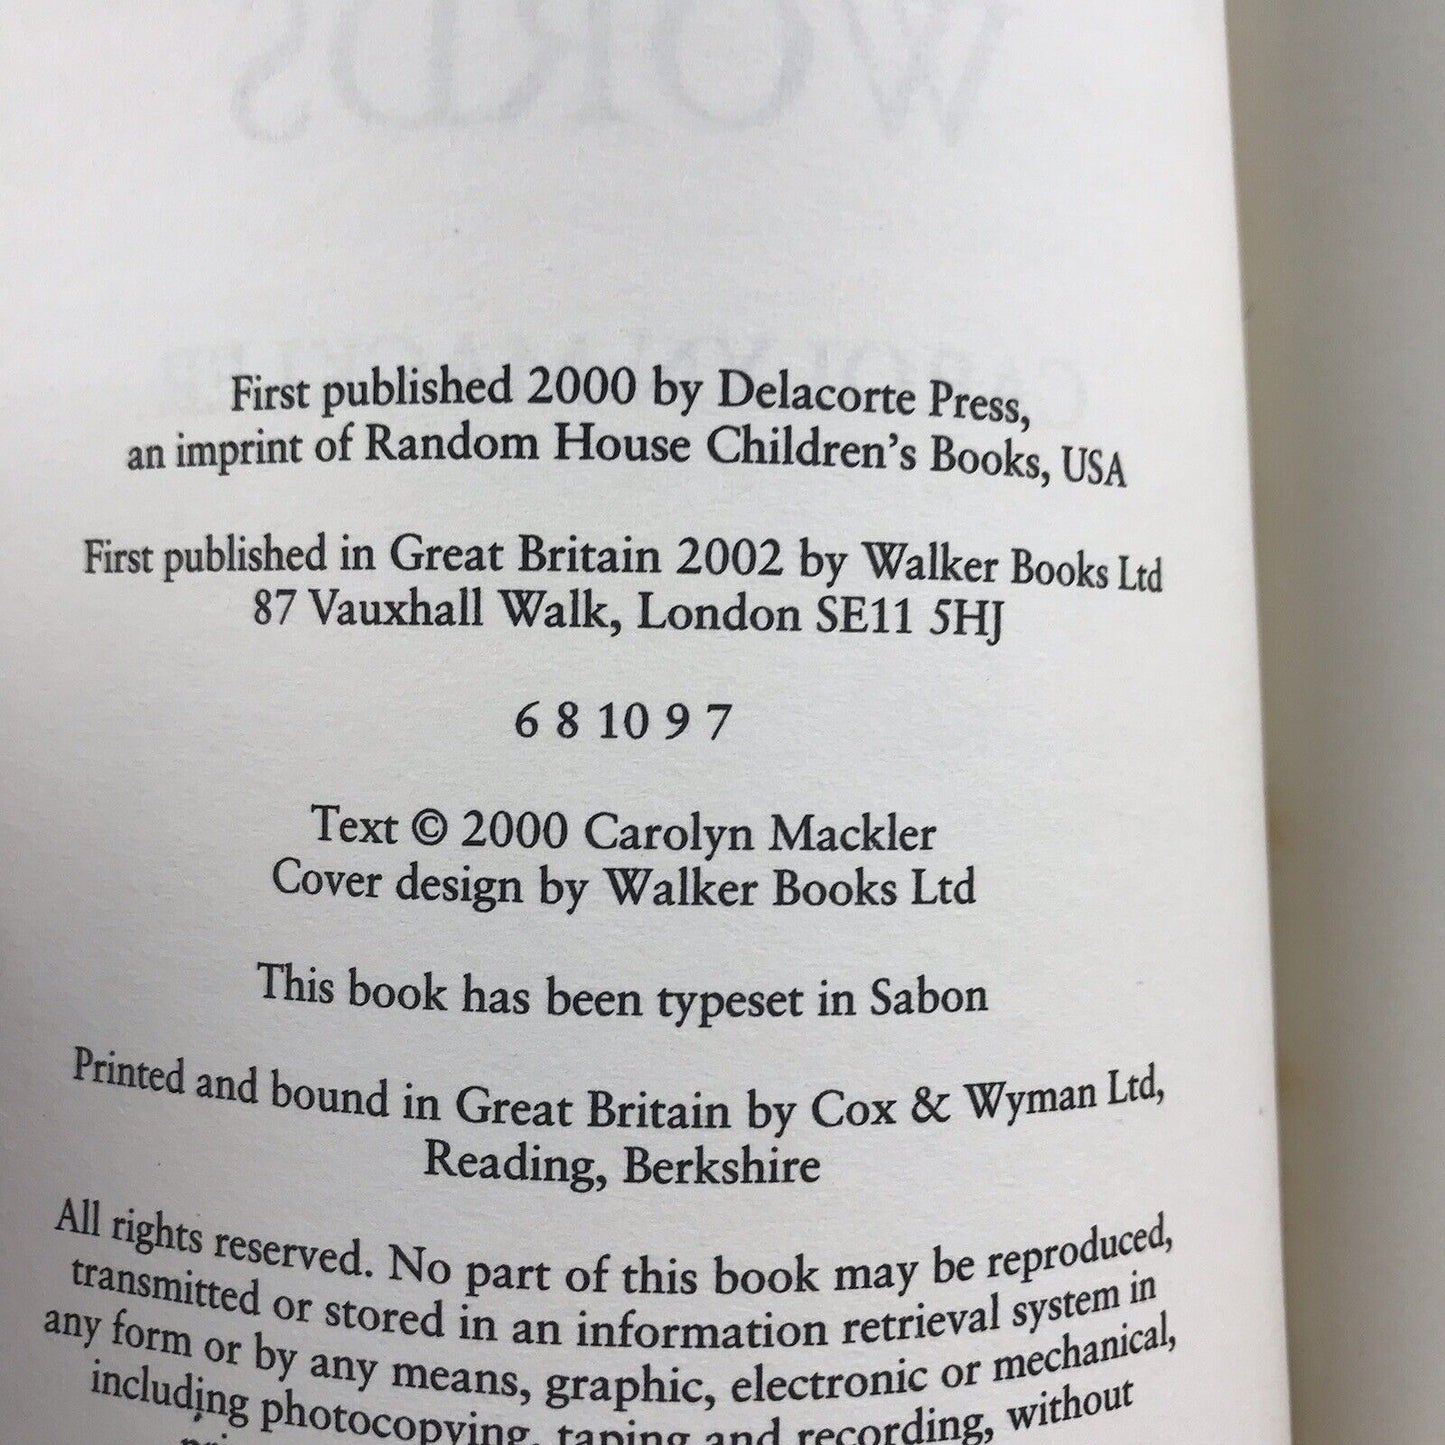 WORDS
First published 2000 by Delacorte Press,
an imprint of Random House Children's Books, USA
First published in Great Britain 2002 by Walker Books Ltd
87 Vauxhall Walk, London SE11 5HJ
6 8 10 9 7
Text © 2000 Carolyn Mackler
Cover design by Walker Books Ltd
This book has been typeset in Sabon
Printed and bound in Great Britain by Cox & Wyman Ltd,
Reading, Berkshire
All rights reserved. No part of this book may be reproduced,
transmitted or stored in an information retrieval system in
any form or by any means, graphic, electronic or mechanical,
including photocopying, taping and recording, without